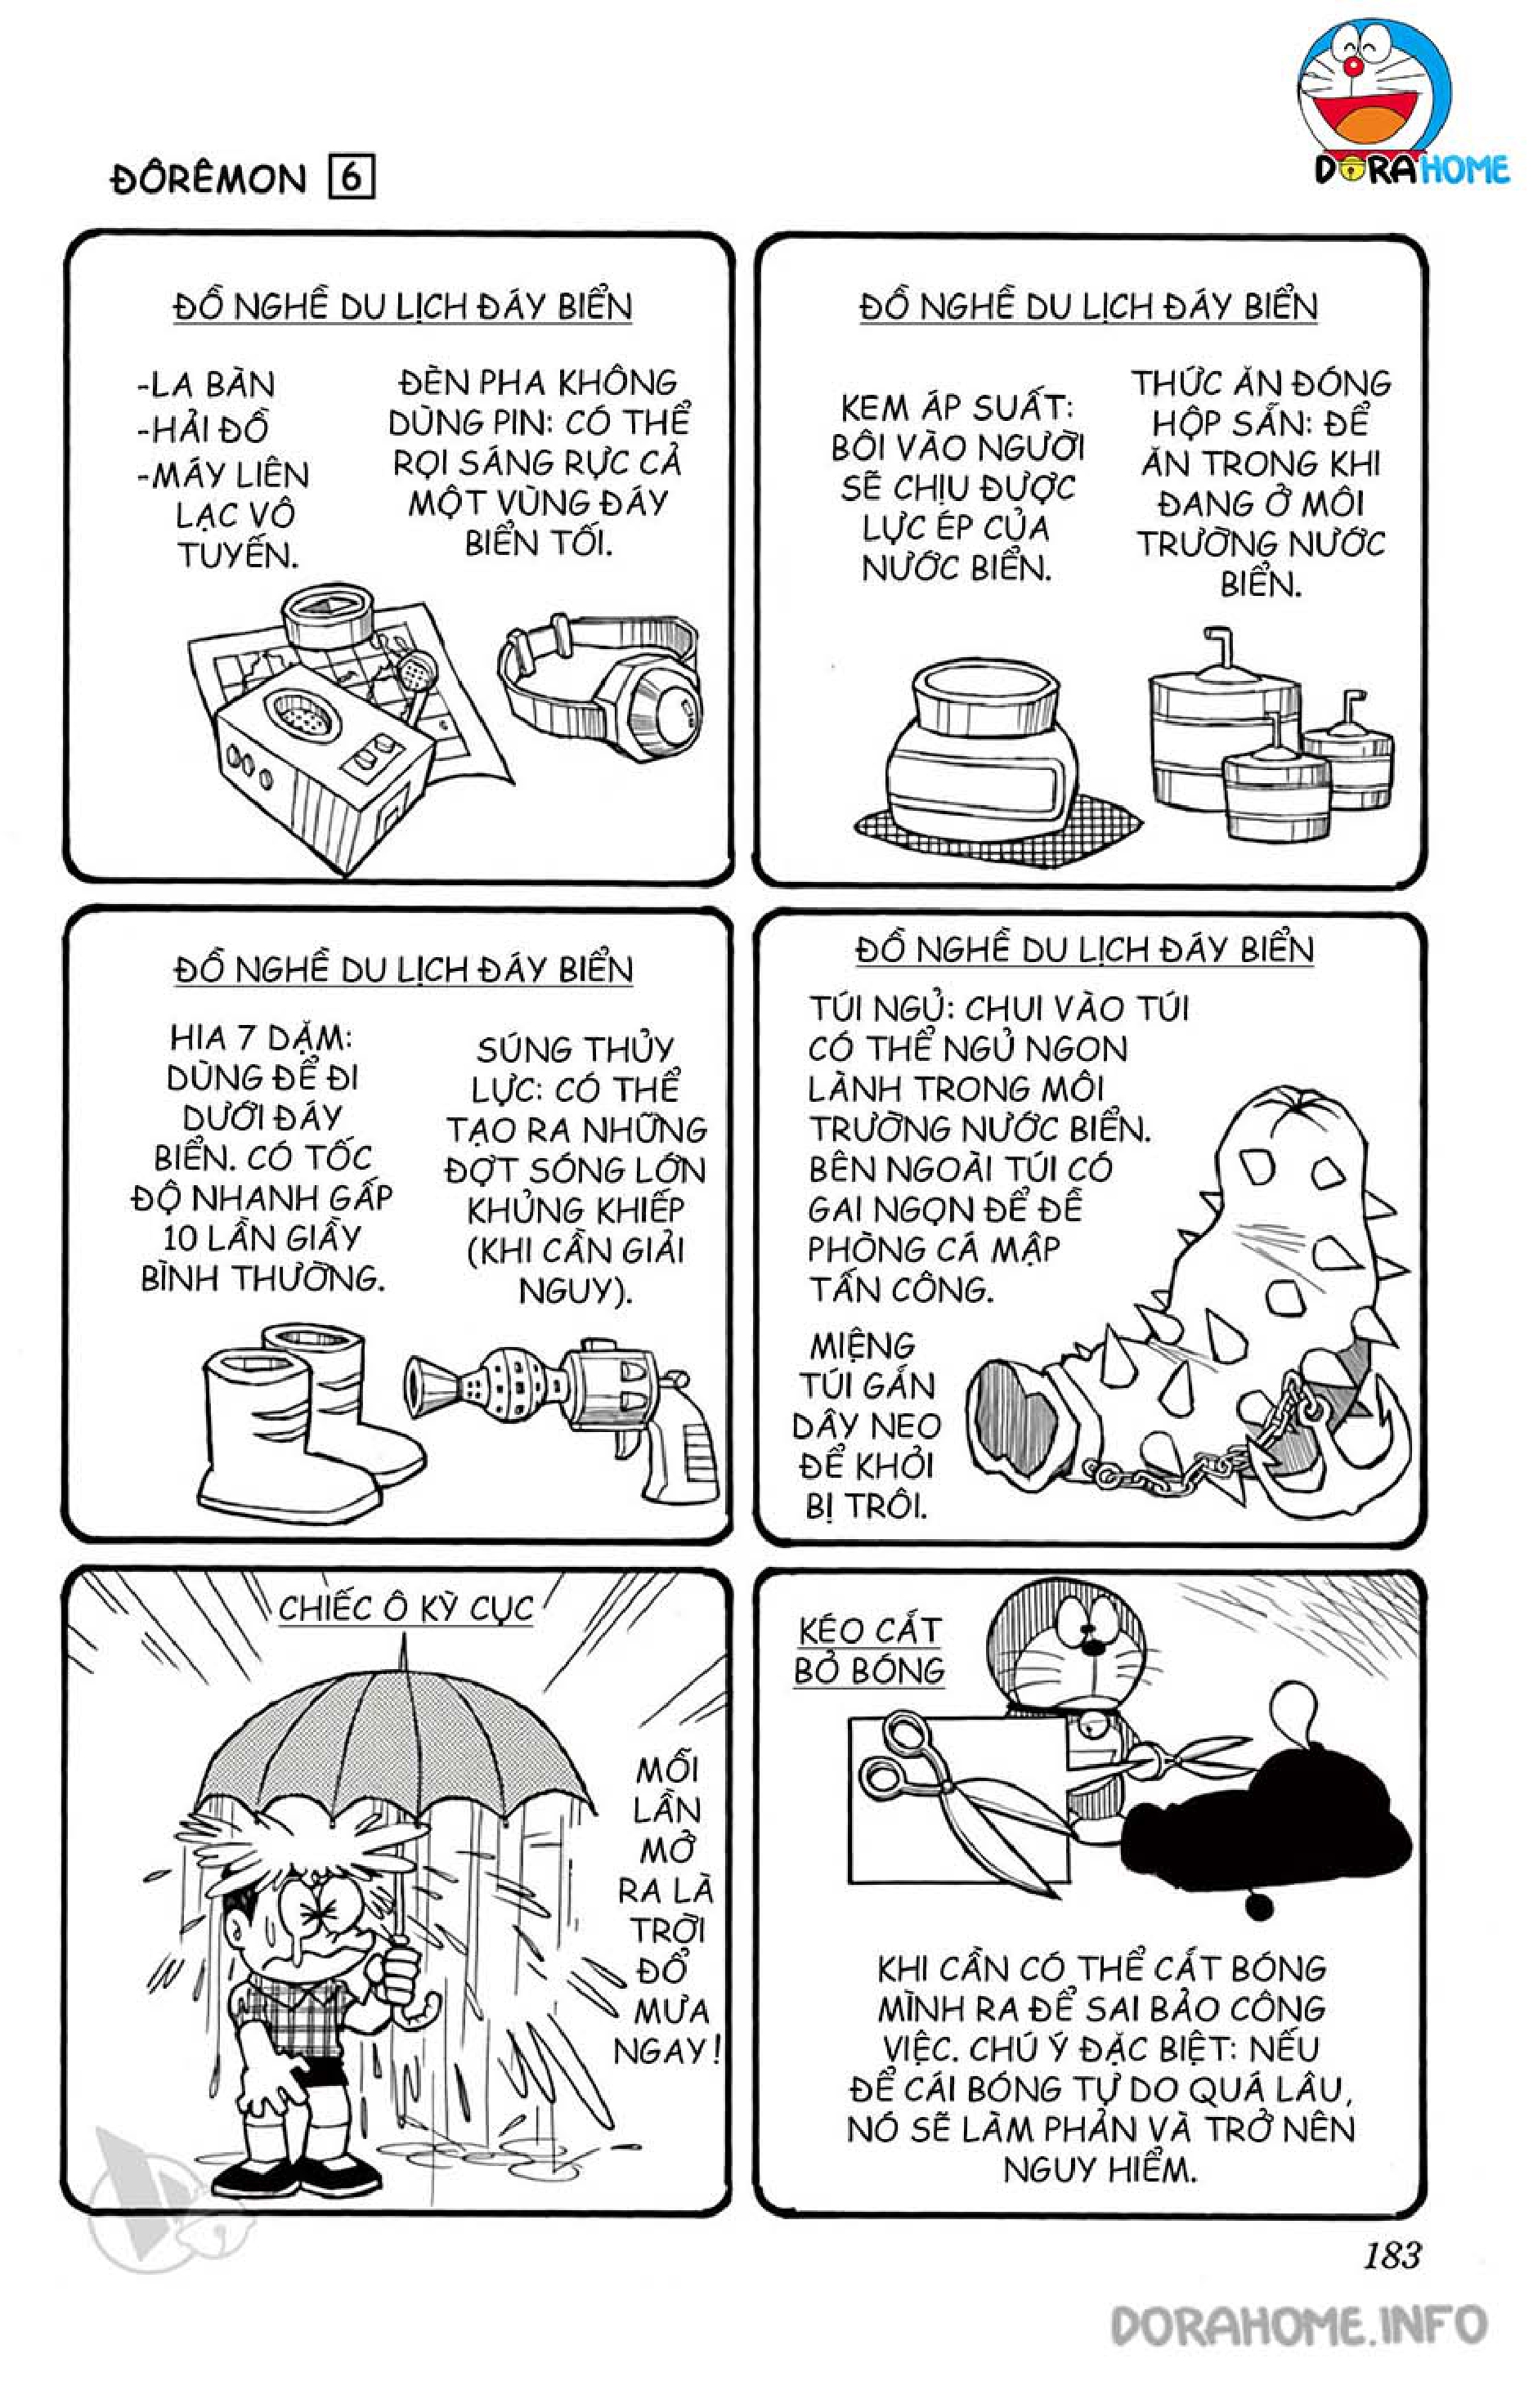 DORAHOME
ĐÔRÊMON 6
ĐỒ NGHỀ DU LỊCH ĐÁY BIỂN
-LA BÀN
-HẢI ĐỒ
-MÁY LIÊN
LẠC VÔ
TUYẾN.
ĐÈN PHA KHÔNG
DÙNG PIN: CÓ THỂ
RỌI SÁNG RỰC CẢ
MỘT VÙNG ĐÁY
BIỂN TỐI.
ĐỒ NGHỀ DU LỊCH ĐÁY BIỂN
KEM ÁP SUẤT:
BÔI VÀO NGƯỜI
SẼ CHỊU ĐƯỢC
LỰC ÉP CỦA
NƯỚC BIỂN.
THỨC ĂN ĐÓNG
HỘP SẴN: ĐỂ
ĂN TRONG KHI
ĐANG Ở MÔI
TRƯỜNG NƯỚC
BIỂN.
ĐỒ NGHỀ DU LỊCH ĐÁY BIỂN
HIA 7 DẶM:
DÙNG ĐỂ ĐI
DƯỚI ĐÁY
BIỂN. CÓ TỐC
ĐỘ NHANH GẤP
10 LẦN GIẦY
BÌNH THƯỜNG.
SÚNG THỦY
LỰC: CÓ THỂ
TẠO RA NHỮNG
ĐỢT SÓNG LỚN
KHỦNG KHIẾP
(KHI CẦN GIẢI
NGUY).
ĐỒ NGHỀ DU LỊCH ĐÁY BIỂN
TÚI NGỦ: CHUI VÀO TÚI
CÓ THỂ NGỦ NGON
LÀNH TRONG MÔI
TRƯỜNG NƯỚC BIỂN.
BÊN NGOÀI TÚI CÓ
GAI NGỌN ĐỂ ĐỀ
PHÒNG CÁ MẬP
TẤN CÔNG.
MIỆNG
TÚI GẮN
DÂY NEO
ĐỂ KHỎI
BỊ TRÔI.
CHIẾC Ô KỲ CỤC
MỖI
LẦN
MỞ
RA LÀ
TRỜI
ĐỔ
MƯA
NGAY!
KÉO CẮT
BỎ BÓNG
KHI CẦN CÓ THỂ CẮT BÓNG
MÌNH RA ĐỂ SAI BẢO CÔNG
VIỆC. CHÚ Ý ĐẶC BIỆT: NẾU
ĐỂ CÁI BÓNG TỰ DO QUÁ LÂU,
NÓ SẼ LÀM PHẢN VÀ TRỞ NÊN
NGUY HIỂM.
183
DORAHOME.INFO